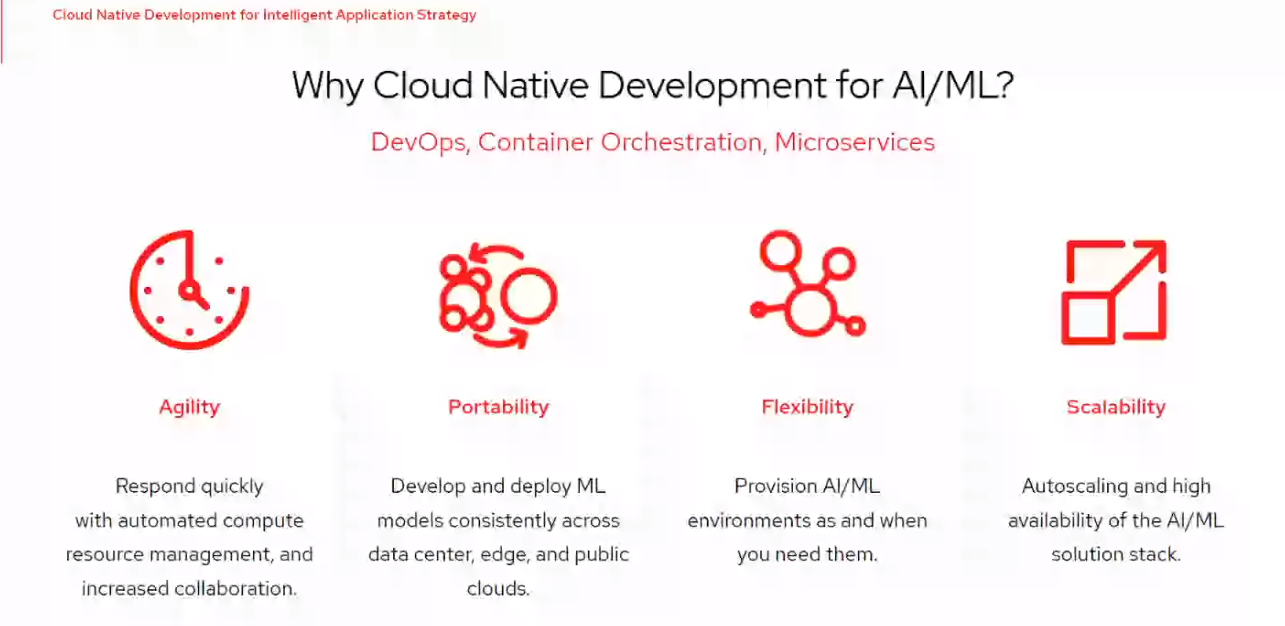 Cloud Native Development for Intelligent Application Strategy
Why Cloud Native Development for AI/ML?
DevOps, Container Orchestration, Microservices
Agility
Respond quickly
with automated compute
resource management, and
increased collaboration.
Portability
Develop and deploy ML
models consistently across
data center, edge, and public
clouds.
Flexibility
Provision AI/ML
environments as and when
you need them.
Scalability
Autoscaling and high
availability of the AI/ML
solution stack.